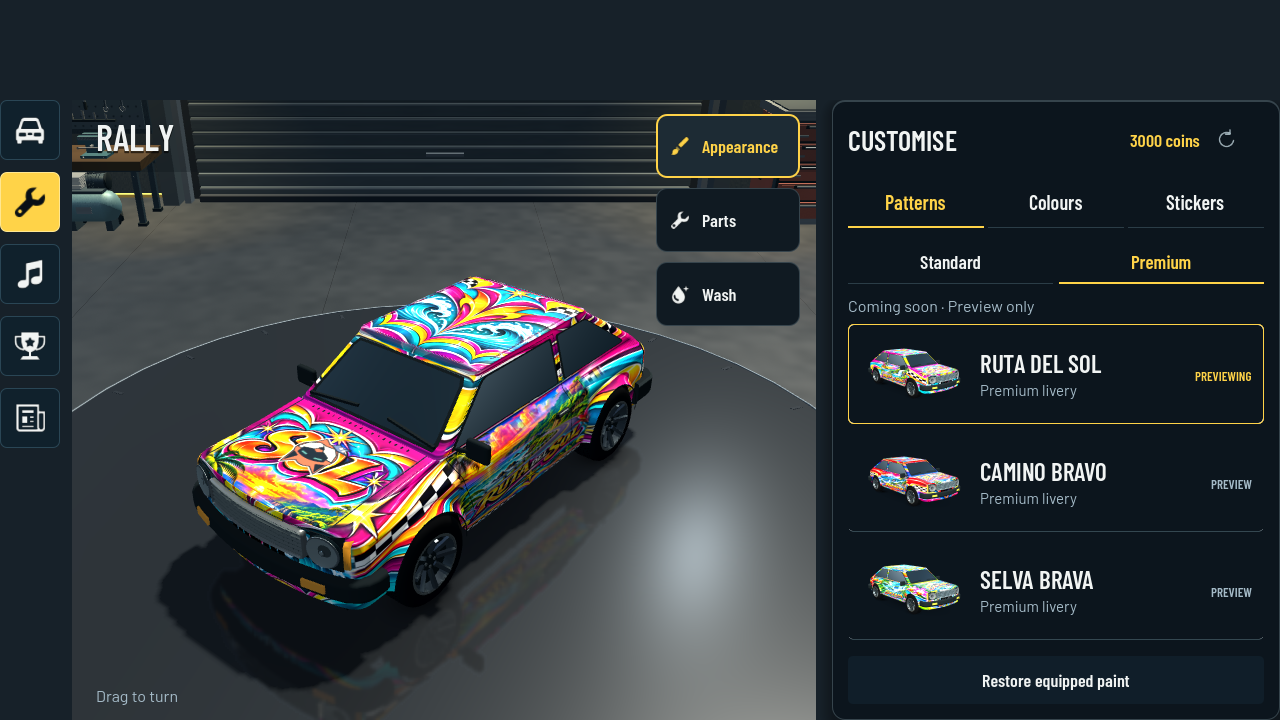 RALLY
Appearance
Parts
Wash
Drag to turn
CUSTOMISE
3000 coins
Patterns
Colours
Stickers
Standard
Premium
Coming soon · Preview only
RUTA DEL SOL
Premium livery
PREVIEWING
CAMINO BRAVO
Premium livery
PREVIEW
SELVA BRAVA
Premium livery
PREVIEW
Restore equipped paint
SOL